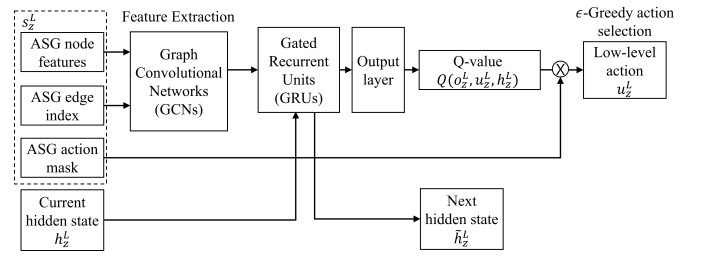 s_z^L
Feature Extraction
ϵ-Greedy action
selection
ASG node
features
ASG edge
index
ASG action
mask
Current
hidden state
h_z^L
Graph
Convolutional
Networks
(GCNs)
Gated
Recurrent
Units
(GRUs)
Output
layer
Q-value
Q(o_z^L, u_z^L, h_z^L)
Low-level
action
u_z^L
Next
hidden state
h̃_z^L